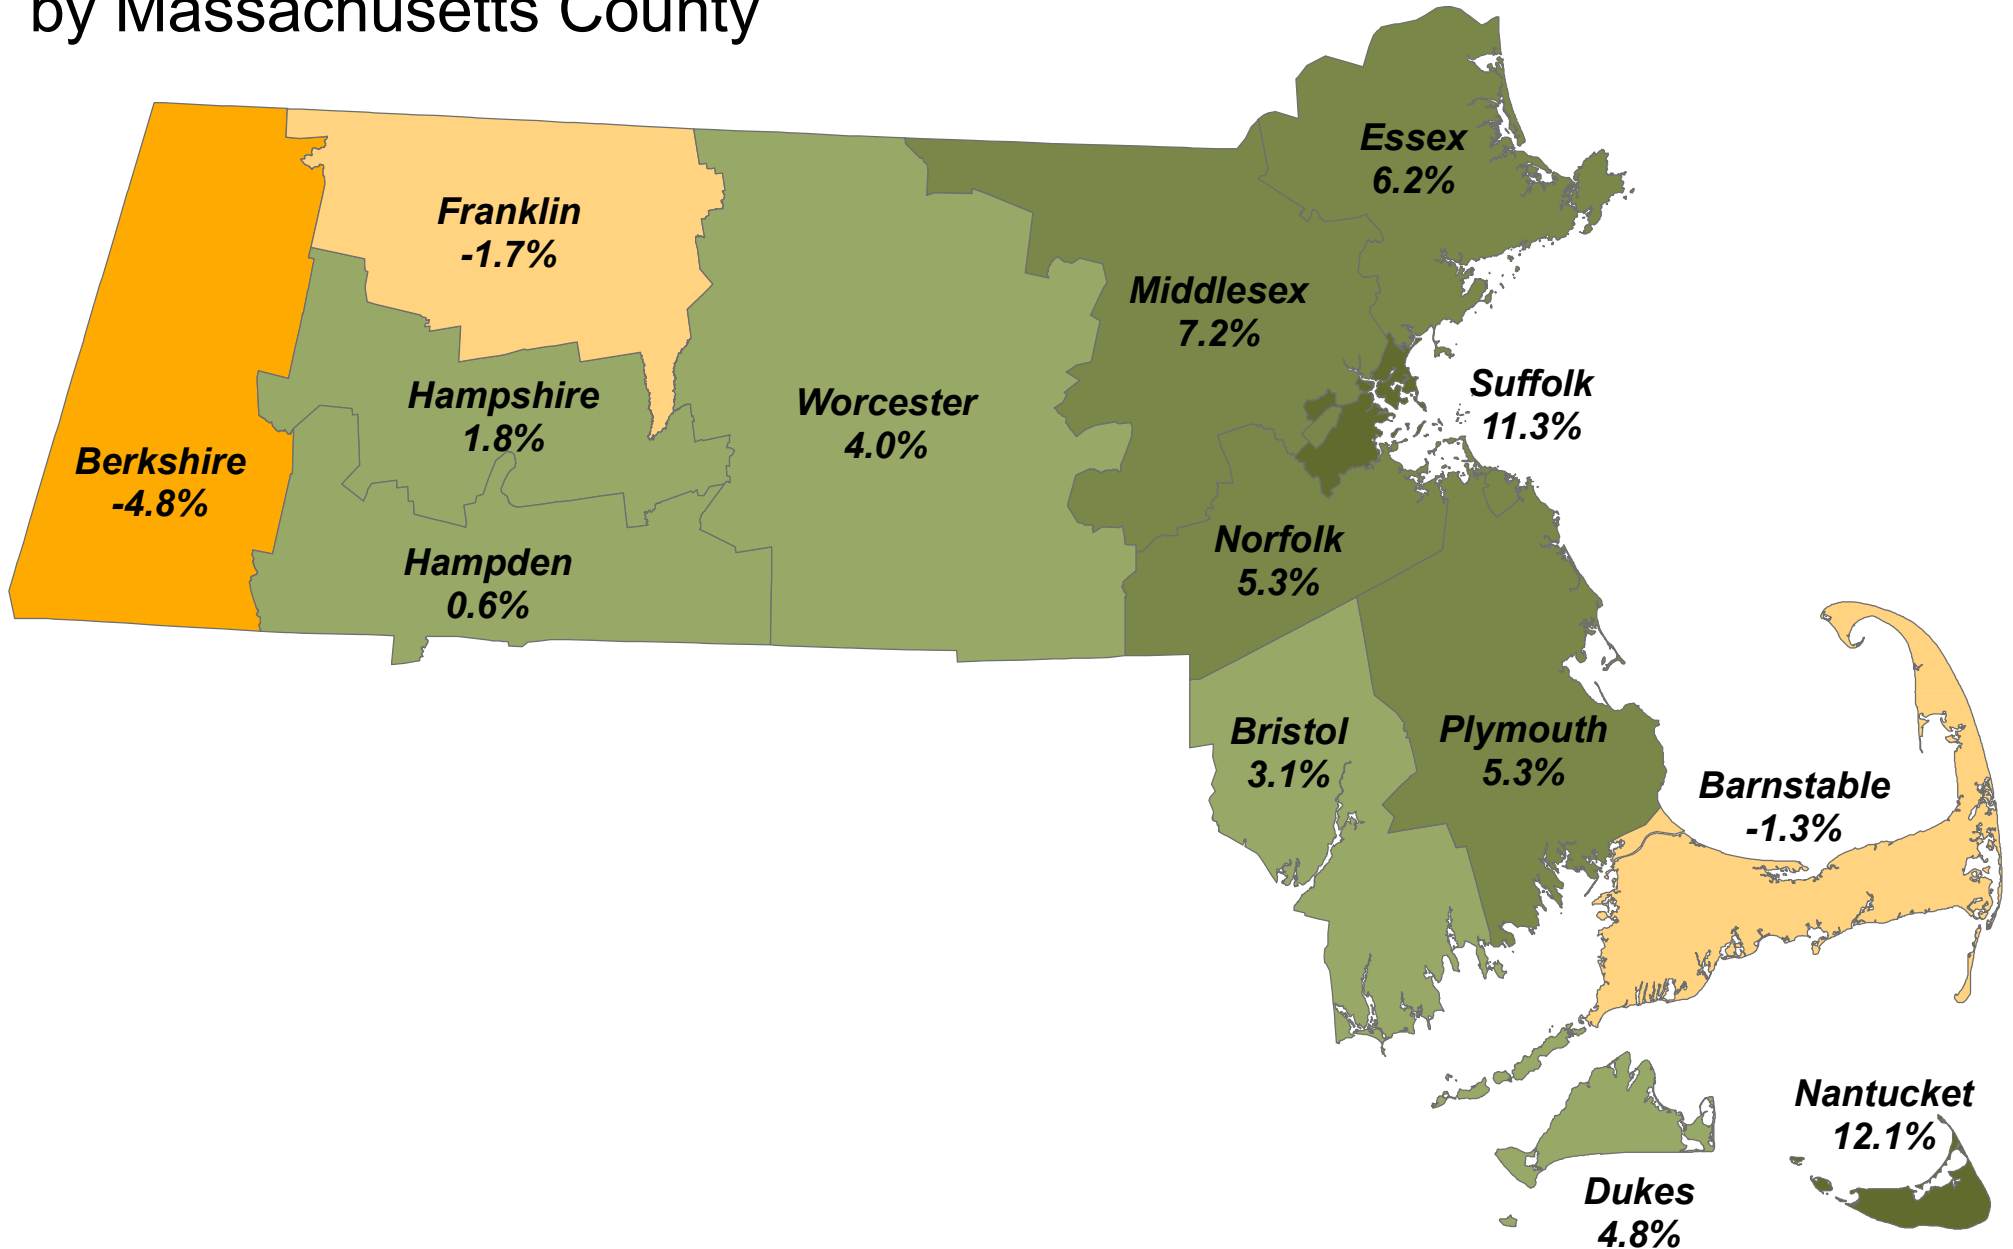 by Massachusetts County
Essex
6.2%
Franklin
-1.7%
Middlesex
7.2%
Suffolk
11.3%
Hampshire
1.8%
Worcester
4.0%
Berkshire
-4.8%
Norfolk
5.3%
Hampden
0.6%
Bristol
3.1%
Plymouth
5.3%
Barnstable
-1.3%
Nantucket
12.1%
Dukes
4.8%